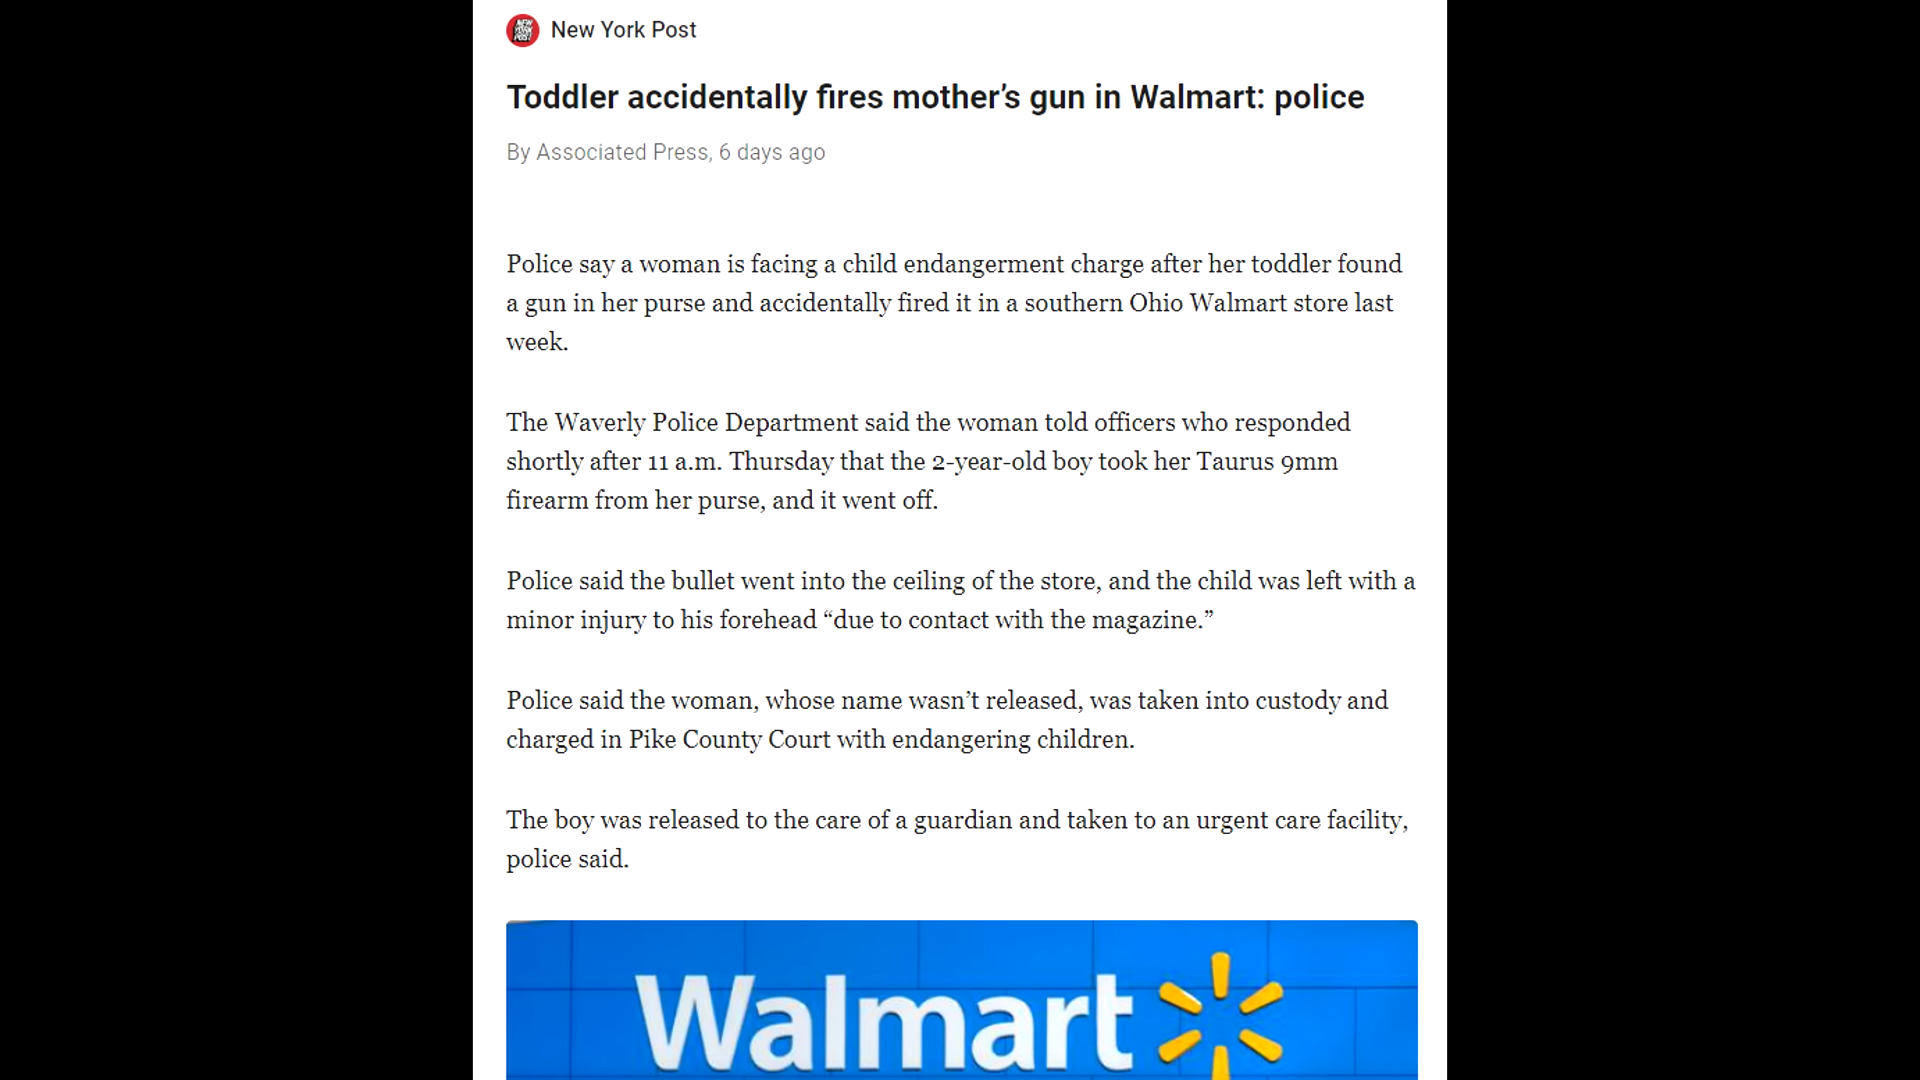 NEW YORK POST
New York Post
Toddler accidentally fires mother’s gun in Walmart: police
By Associated Press, 6 days ago
Police say a woman is facing a child endangerment charge after her toddler found
a gun in her purse and accidentally fired it in a southern Ohio Walmart store last
week.
The Waverly Police Department said the woman told officers who responded
shortly after 11 a.m. Thursday that the 2-year-old boy took her Taurus 9mm
firearm from her purse, and it went off.
Police said the bullet went into the ceiling of the store, and the child was left with a
minor injury to his forehead “due to contact with the magazine.”
Police said the woman, whose name wasn’t released, was taken into custody and
charged in Pike County Court with endangering children.
The boy was released to the care of a guardian and taken to an urgent care facility,
police said.
Walmart